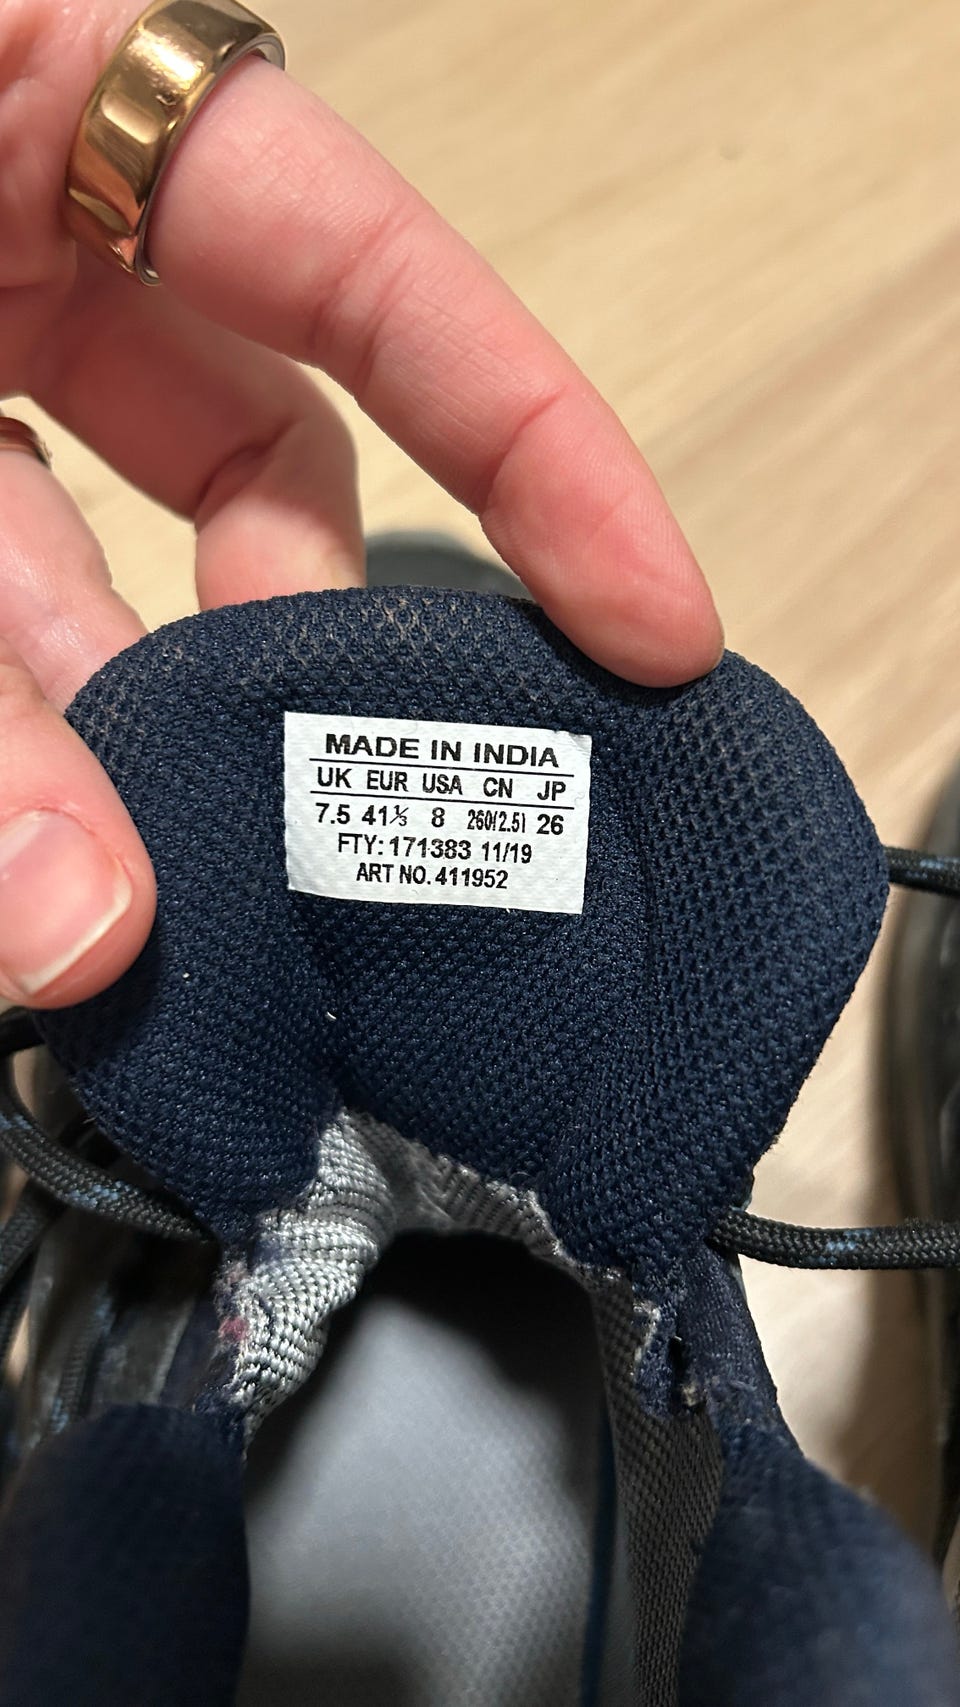 MADE IN INDIA
UK EUR USA CN JP
7.5 41⅓ 8 260(2.5) 26
FTY: 171383 11/19
ART NO. 411952